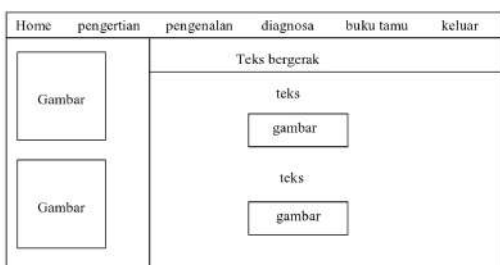 Home pengertian pengenalan diagnosa buku tamu keluar
Teks bergerak
Gambar
teks
gambar
Gambar
teks
gambar